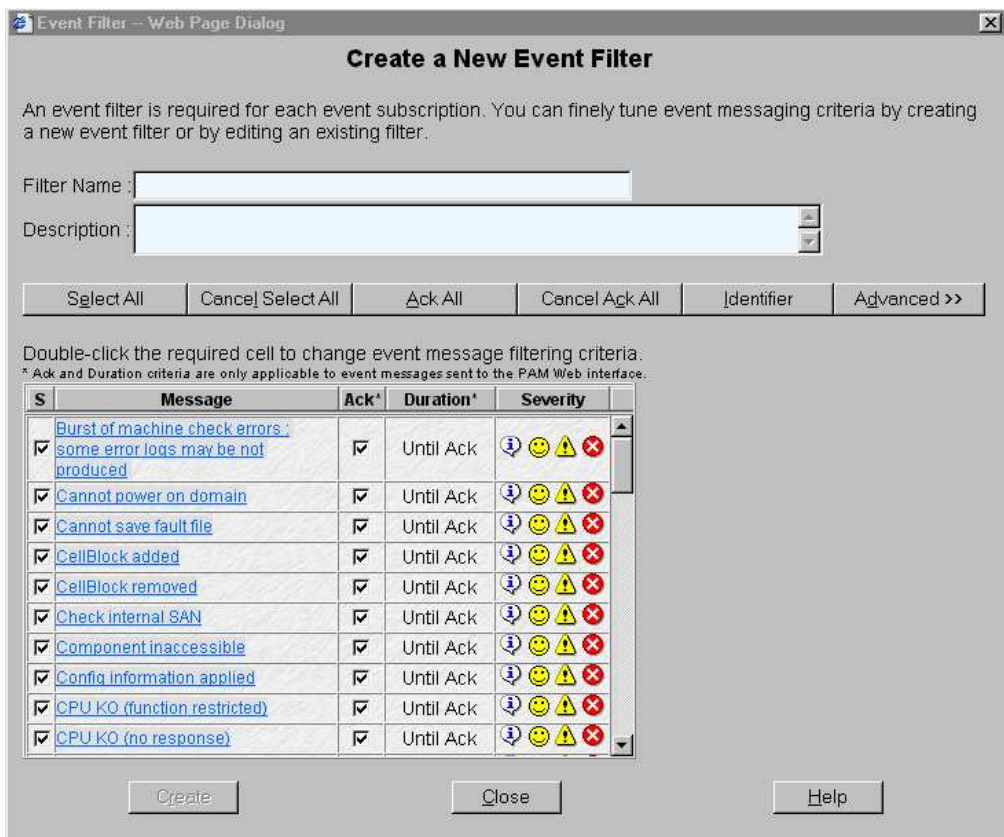 Event Filter -- Web Page Dialog
Create a New Event Filter
An event filter is required for each event subscription. You can finely tune event messaging criteria by creating
a new event filter or by editing an existing filter.
Filter Name :
Description :
Select All Cancel Select All Ack All Cancel Ack All Identifier Advanced >>
Double-click the required cell to change event message filtering criteria.
* Ack and Duration criteria are only applicable to event messages sent to the PAM Web interface.
S Message Ack* Duration* Severity
Burst of machine check errors :
some error logs may be not
produced
Until Ack
Cannot power on domain Until Ack
Cannot save fault file Until Ack
CellBlock added Until Ack
CellBlock removed Until Ack
Check internal SAN Until Ack
Component inaccessible Until Ack
Config information applied Until Ack
CPU KO (function restricted) Until Ack
CPU KO (no response) Until Ack
Create Close Help